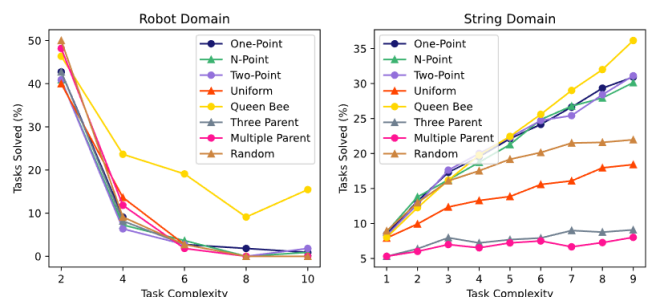 Robot Domain
Tasks Solved (%)
50
40
30
20
10
0
2
4
6
8
10
Task Complexity
One-Point
N-Point
Two-Point
Uniform
Queen Bee
Three Parent
Multiple Parent
Random
String Domain
Tasks Solved (%)
35
30
25
20
15
10
5
1
2
3
4
5
6
7
8
9
Task Complexity
One-Point
N-Point
Two-Point
Uniform
Queen Bee
Three Parent
Multiple Parent
Random